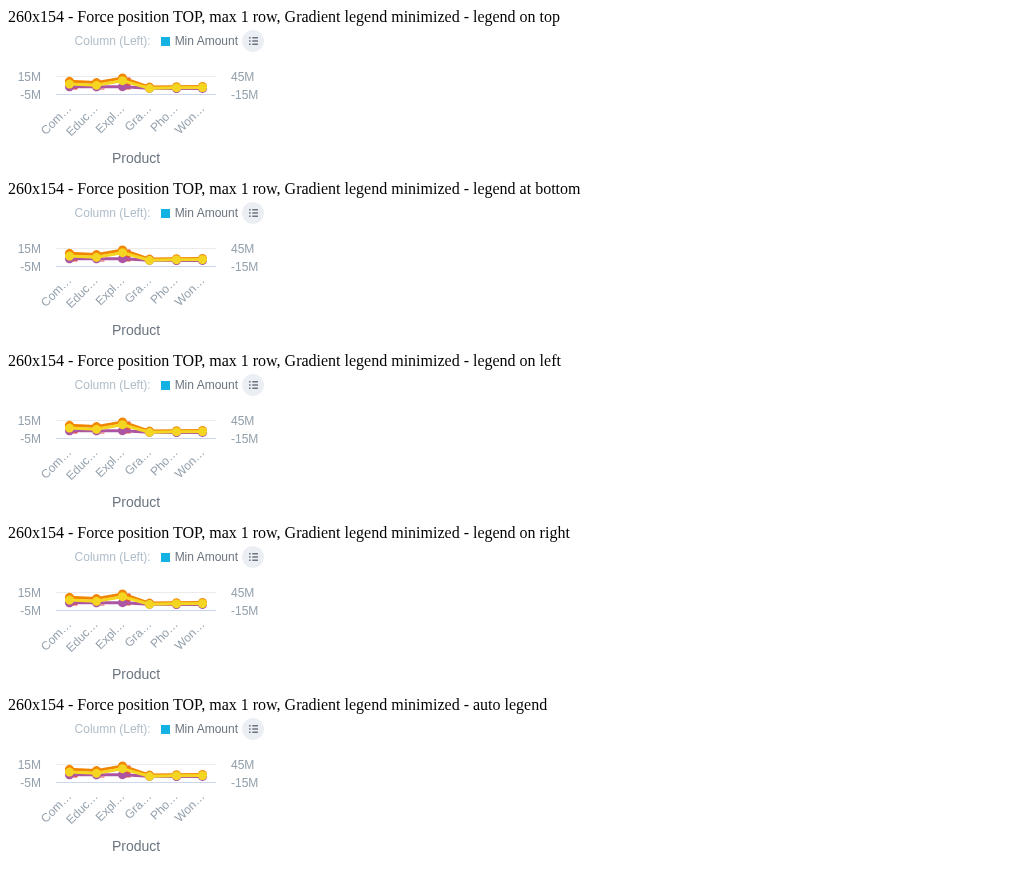 260x154 - Force position TOP, max 1 row, Gradient legend minimized - legend on top
Column (Left): Min Amount
15M 45M
-5M -15M
Com… Educ… Expl… Gra… Pho… Won…
Product
260x154 - Force position TOP, max 1 row, Gradient legend minimized - legend at bottom
Column (Left): Min Amount
15M 45M
-5M -15M
Com… Educ… Expl… Gra… Pho… Won…
Product
260x154 - Force position TOP, max 1 row, Gradient legend minimized - legend on left
Column (Left): Min Amount
15M 45M
-5M -15M
Com… Educ… Expl… Gra… Pho… Won…
Product
260x154 - Force position TOP, max 1 row, Gradient legend minimized - legend on right
Column (Left): Min Amount
15M 45M
-5M -15M
Com… Educ… Expl… Gra… Pho… Won…
Product
260x154 - Force position TOP, max 1 row, Gradient legend minimized - auto legend
Column (Left): Min Amount
15M 45M
-5M -15M
Com… Educ… Expl… Gra… Pho… Won…
Product